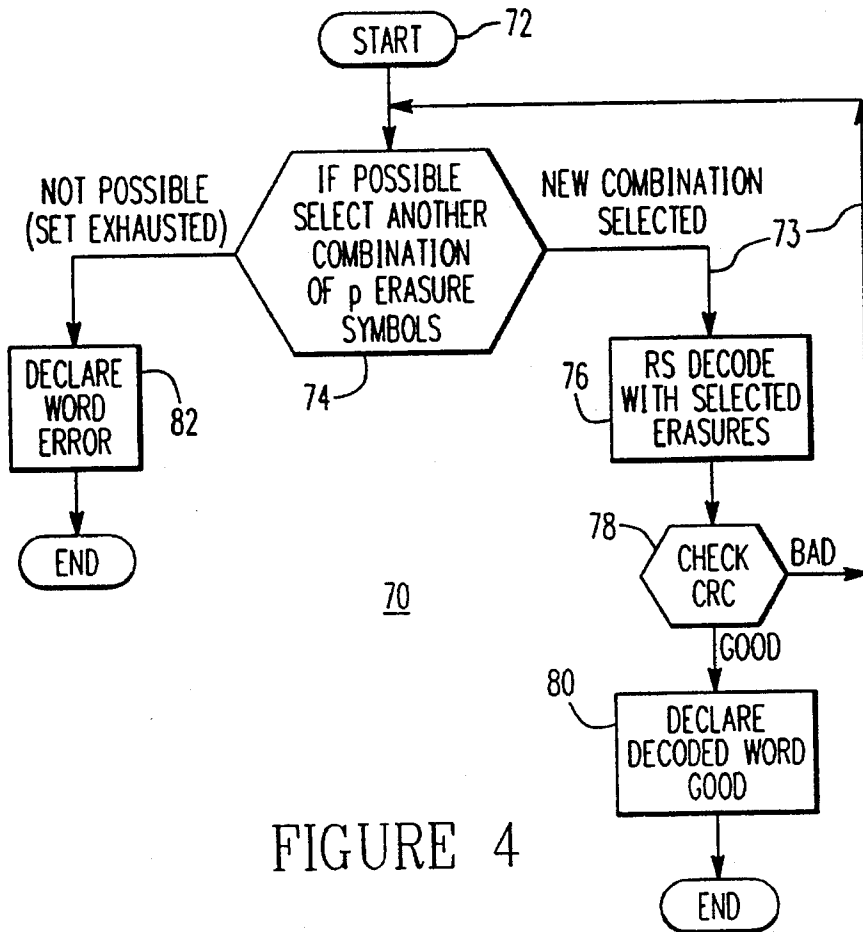 START
72
NOT POSSIBLE
(SET EXHAUSTED)
IF POSSIBLE
SELECT ANOTHER
COMBINATION
OF p ERASURE
SYMBOLS
74
NEW COMBINATION
SELECTED
73
DECLARE
WORD
ERROR
82
END
76
RS DECODE
WITH SELECTED
ERASURES
78
CHECK
CRC
BAD
GOOD
70
80
DECLARE
DECODED WORD
GOOD
END
FIGURE 4